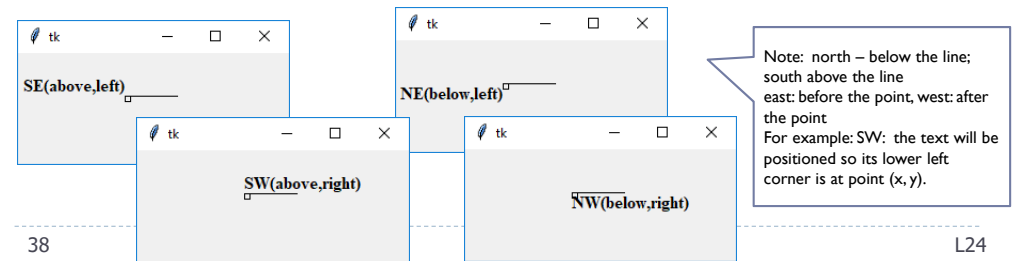 tk
SE(above,left)
tk
NE(below,left)
tk
SW(above,right)
tk
NW(below,right)
Note: north – below the line;
south above the line
east: before the point, west: after
the point
For example: SW: the text will be
positioned so its lower left
corner is at point (x, y).
38
L24